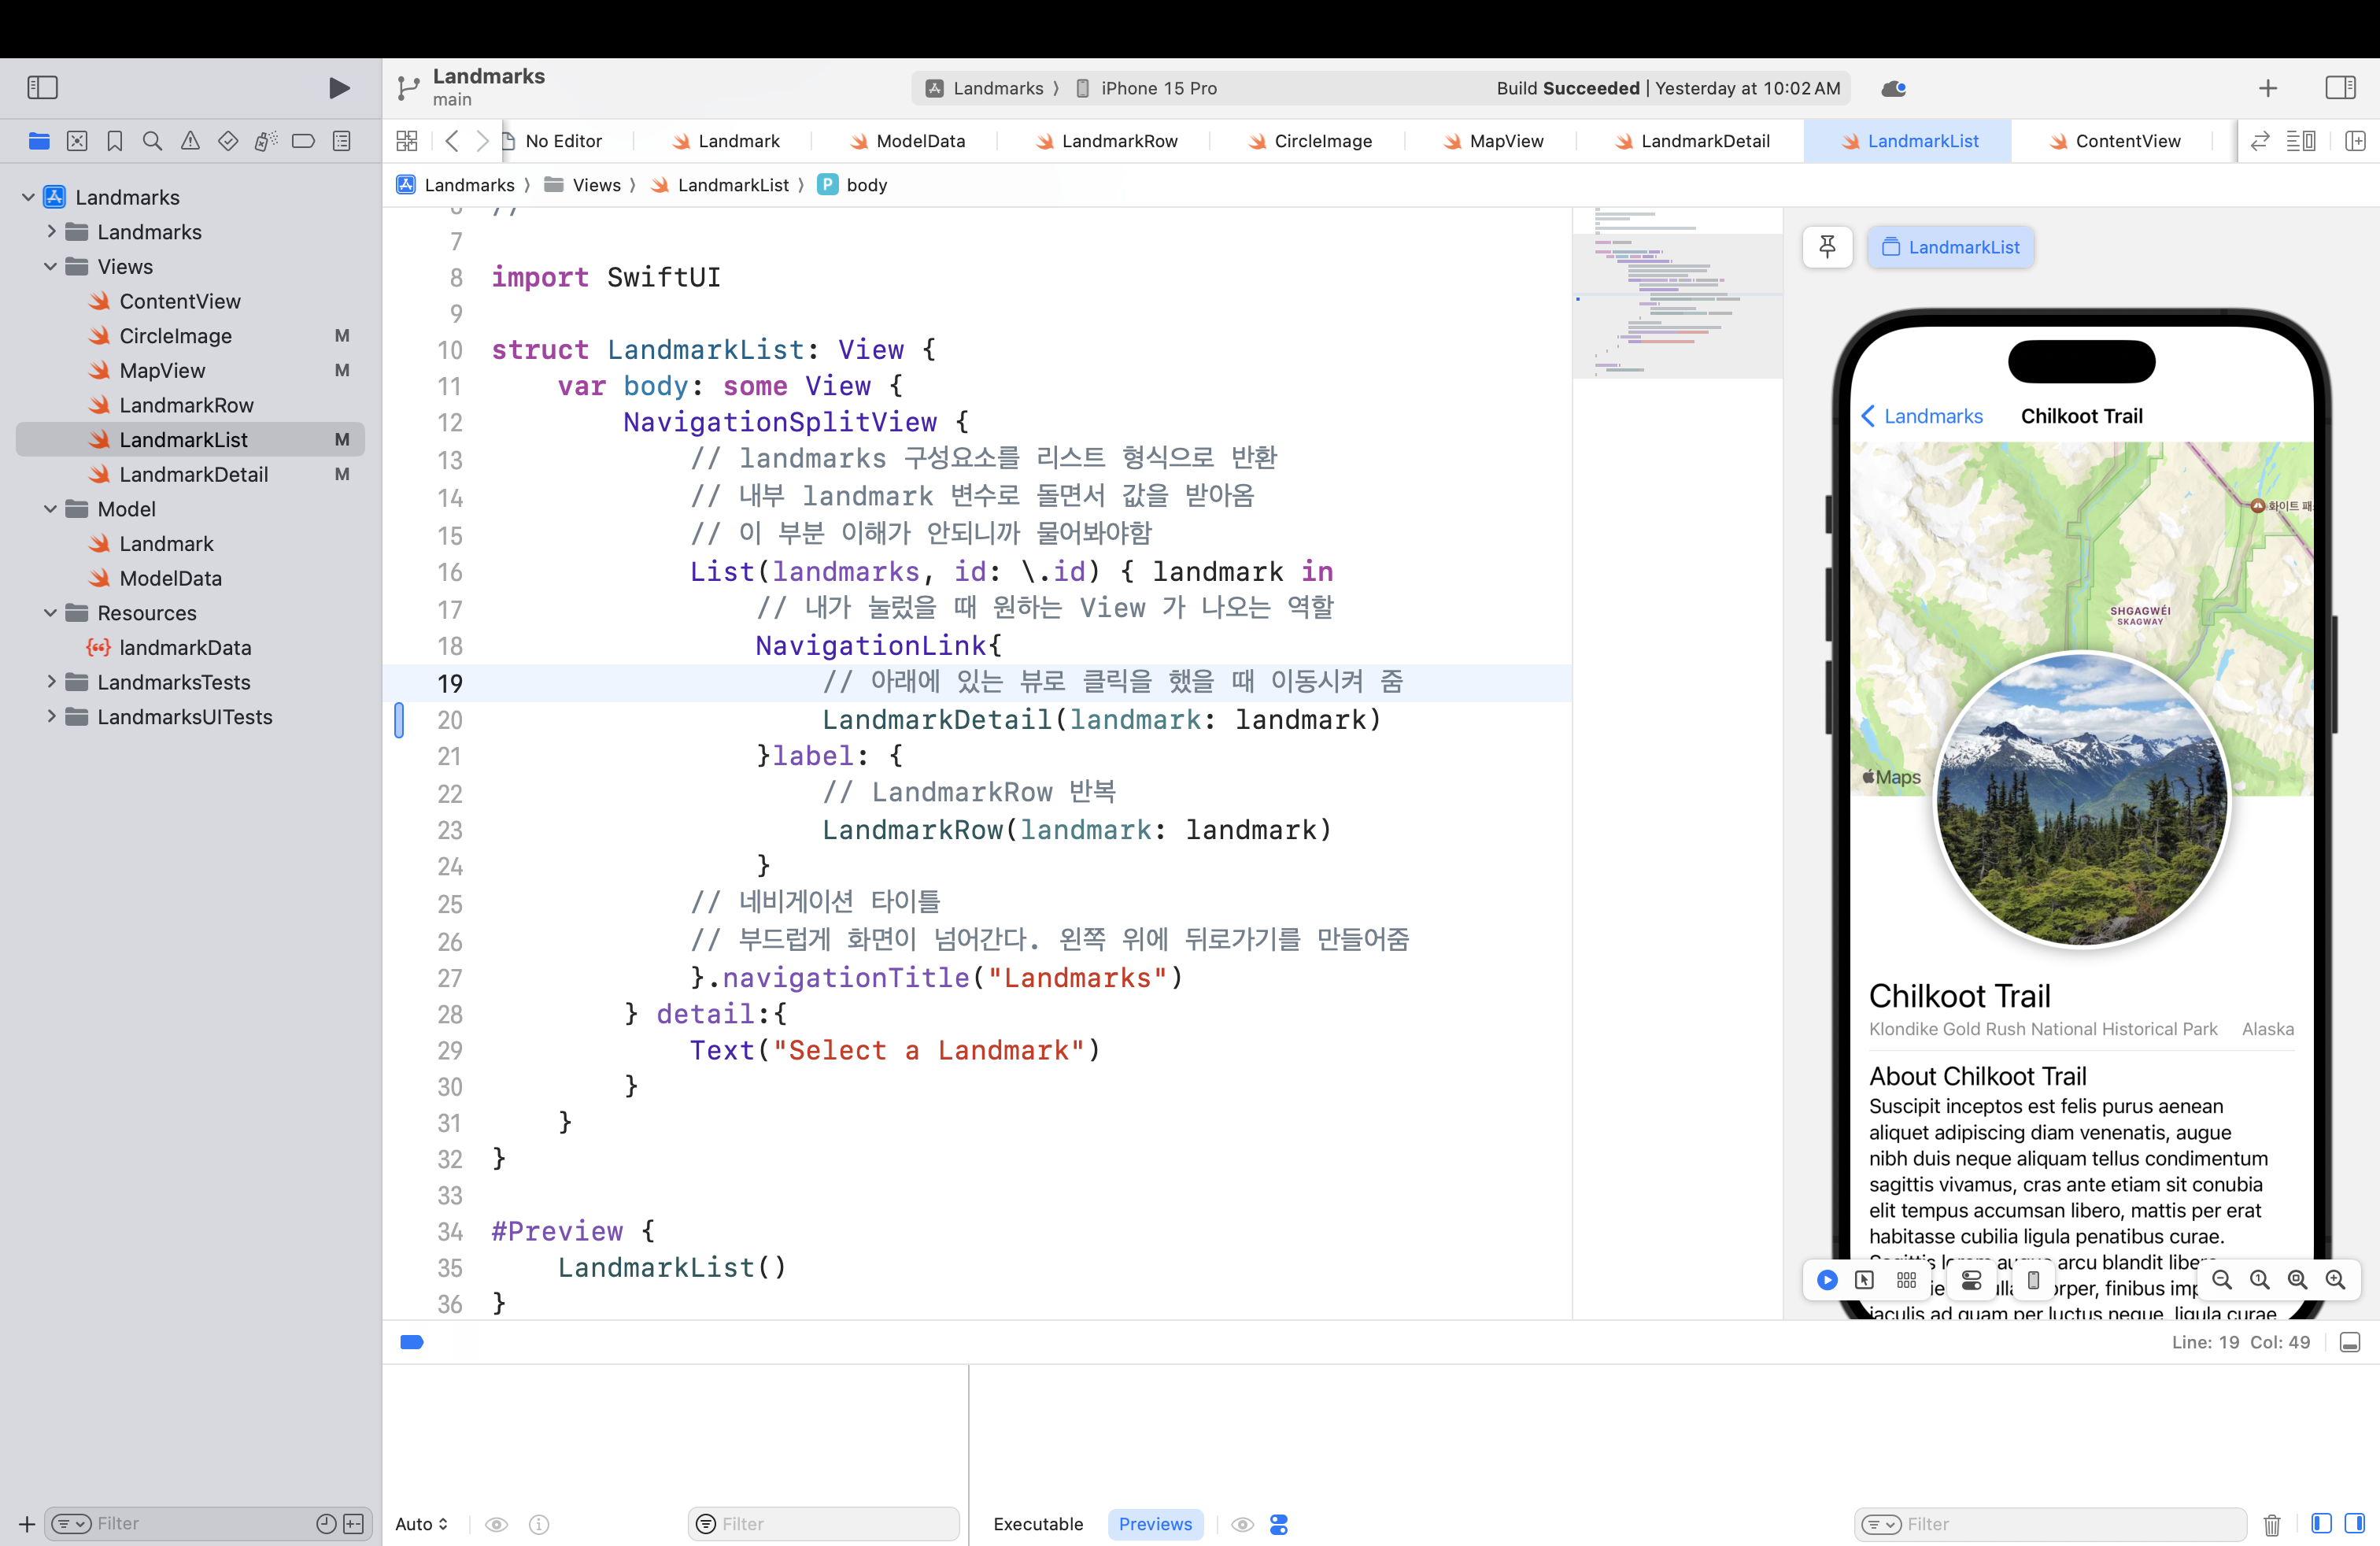 Landmarks
main
Landmarks
iPhone 15 Pro
Build Succeeded | Yesterday at 10:02 AM
No Editor
Landmark
ModelData
LandmarkRow
CircleImage
MapView
LandmarkDetail
LandmarkList
ContentView
Landmarks
Views
LandmarkList
P body
Landmarks
Landmarks
Views
ContentView
CircleImage M
MapView M
LandmarkRow
LandmarkList M
LandmarkDetail M
Model
Landmark
ModelData
Resources
landmarkData
LandmarksTests
LandmarksUITests
6 //
7
8 import SwiftUI
9
10 struct LandmarkList: View {
11 var body: some View {
12 NavigationSplitView {
13 // landmarks 구성요소를 리스트 형식으로 반환
14 // 내부 landmark 변수로 돌면서 값을 받아옴
15 // 이 부분 이해가 안되니까 물어봐야함
16 List(landmarks, id: \.id) { landmark in
17 // 내가 눌렀을 때 원하는 View 가 나오는 역할
18 NavigationLink{
19 // 아래에 있는 뷰로 클릭을 했을 때 이동시켜 줌
20 LandmarkDetail(landmark: landmark)
21 }label: {
22 // LandmarkRow 반복
23 LandmarkRow(landmark: landmark)
24 }
25 // 네비게이션 타이틀
26 // 부드럽게 화면이 넘어간다. 왼쪽 위에 뒤로가기를 만들어줌
27 }.navigationTitle("Landmarks")
28 } detail:{
29 Text("Select a Landmark")
30 }
31 }
32 }
33
34 #Preview {
35 LandmarkList()
36 }
LandmarkList
Landmarks
Chilkoot Trail
화이트 패
SHGAGWÉI
SKAGWAY
Maps
Chilkoot Trail
Klondike Gold Rush National Historical Park Alaska
About Chilkoot Trail
Suscipit inceptos est felis purus aenean
aliquet adipiscing diam venenatis, augue
nibh duis neque aliquam tellus condimentum
sagittis vivamus, cras ante etiam sit conubia
elit tempus accumsan libero, mattis per erat
habitasse cubilia ligula penatibus curae.
Sagittis lorem augue arcu blandit libero
finibus
iaculis ad quam per luctus neque, ligula curae
Line: 19 Col: 49
Filter
Auto
Filter
Executable
Previews
Filter